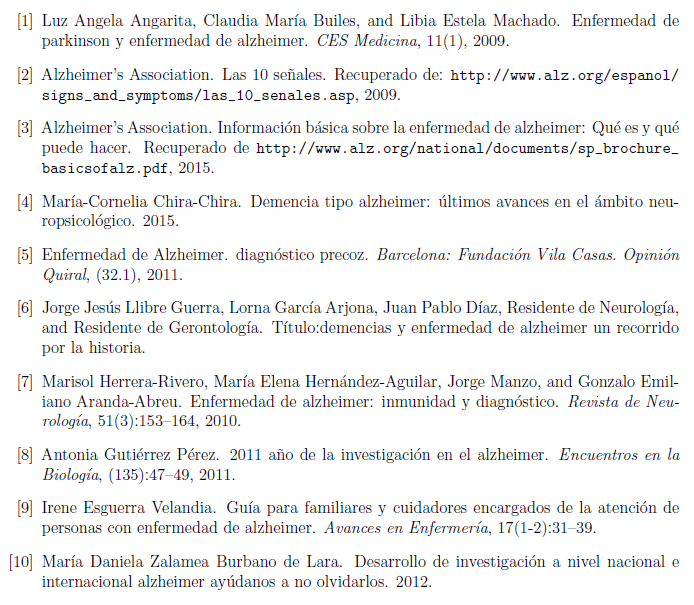 [1] Luz Angela Angarita, Claudia María Builes, and Libia Estela Machado. Enfermedad de
parkinson y enfermedad de alzheimer. CES Medicina, 11(1), 2009.
[2] Alzheimer's Association. Las 10 señales. Recuperado de: http://www.alz.org/espanol/
signs_and_symptoms/las_10_senales.asp, 2009.
[3] Alzheimer's Association. Información básica sobre la enfermedad de alzheimer: Qué es y qué
puede hacer. Recuperado de http://www.alz.org/national/documents/sp_brochure_
basicsofalz.pdf, 2015.
[4] María-Cornelia Chira-Chira. Demencia tipo alzheimer: últimos avances en el ámbito neu-
ropsicológico. 2015.
[5] Enfermedad de Alzheimer. diagnóstico precoz. Barcelona: Fundación Vila Casas. Opinión
Quiral, (32.1), 2011.
[6] Jorge Jesús Llibre Guerra, Lorna García Arjona, Juan Pablo Díaz, Residente de Neurología,
and Residente de Gerontología. Título:demencias y enfermedad de alzheimer un recorrido
por la historia.
[7] Marisol Herrera-Rivero, María Elena Hernández-Aguilar, Jorge Manzo, and Gonzalo Emil-
iano Aranda-Abreu. Enfermedad de alzheimer: inmunidad y diagnóstico. Revista de Neu-
rología, 51(3):153–164, 2010.
[8] Antonia Gutiérrez Pérez. 2011 año de la investigación en el alzheimer. Encuentros en la
Biología, (135):47–49, 2011.
[9] Irene Esguerra Velandia. Guía para familiares y cuidadores encargados de la atención de
personas con enfermedad de alzheimer. Avances en Enfermería, 17(1-2):31–39.
[10] María Daniela Zalamea Burbano de Lara. Desarrollo de investigación a nivel nacional e
internacional alzheimer ayúdanos a no olvidarlos. 2012.